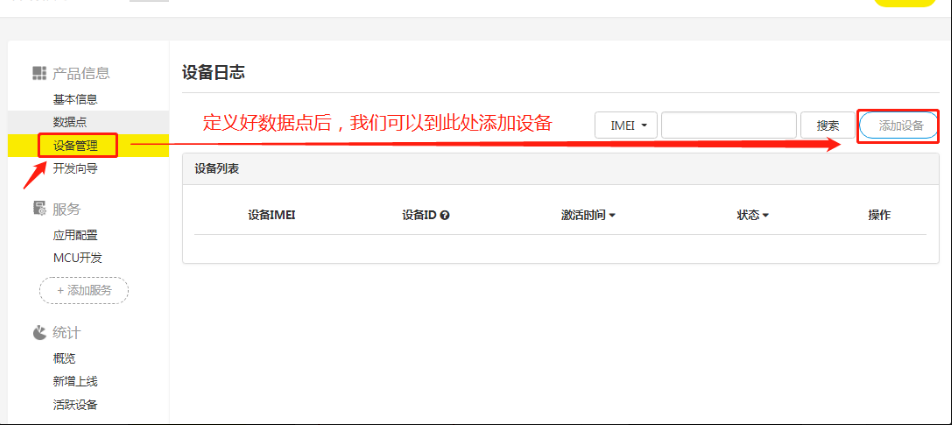 产品信息
基本信息
数据点
设备管理
开发向导
服务
应用配置
MCU开发
+ 添加服务
统计
概览
新增上线
活跃设备
设备日志
定义好数据点后，我们可以到此处添加设备
IMEI
搜索
添加设备
设备列表
设备IMEI 设备ID 激活时间 状态 操作